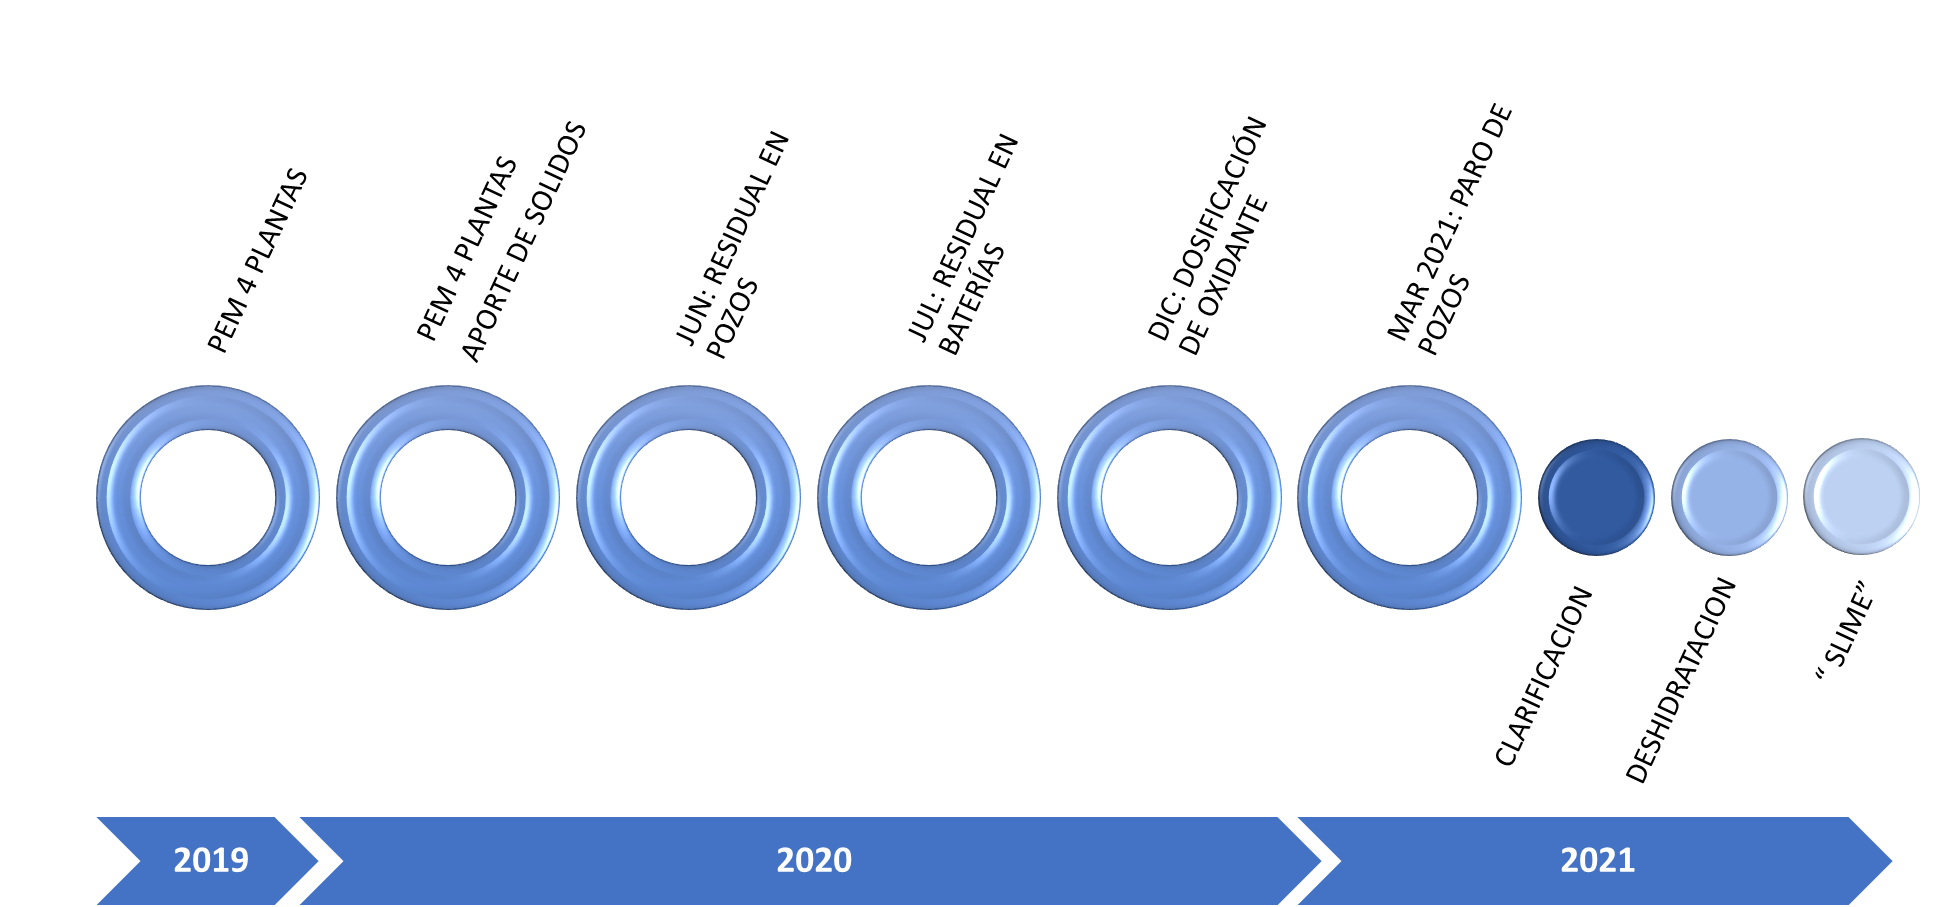 PEM 4 PLANTAS
PEM 4 PLANTAS
APORTE DE SOLIDOS
JUN: RESIDUAL EN
POZOS
JUL: RESIDUAL EN
BATERÍAS
DIC: DOSIFICACIÓN
DE OXIDANTE
MAR 2021: PARO DE
POZOS
CLARIFICACION
DESHIDRATACION
“ SLIME”
2019
2020
2021